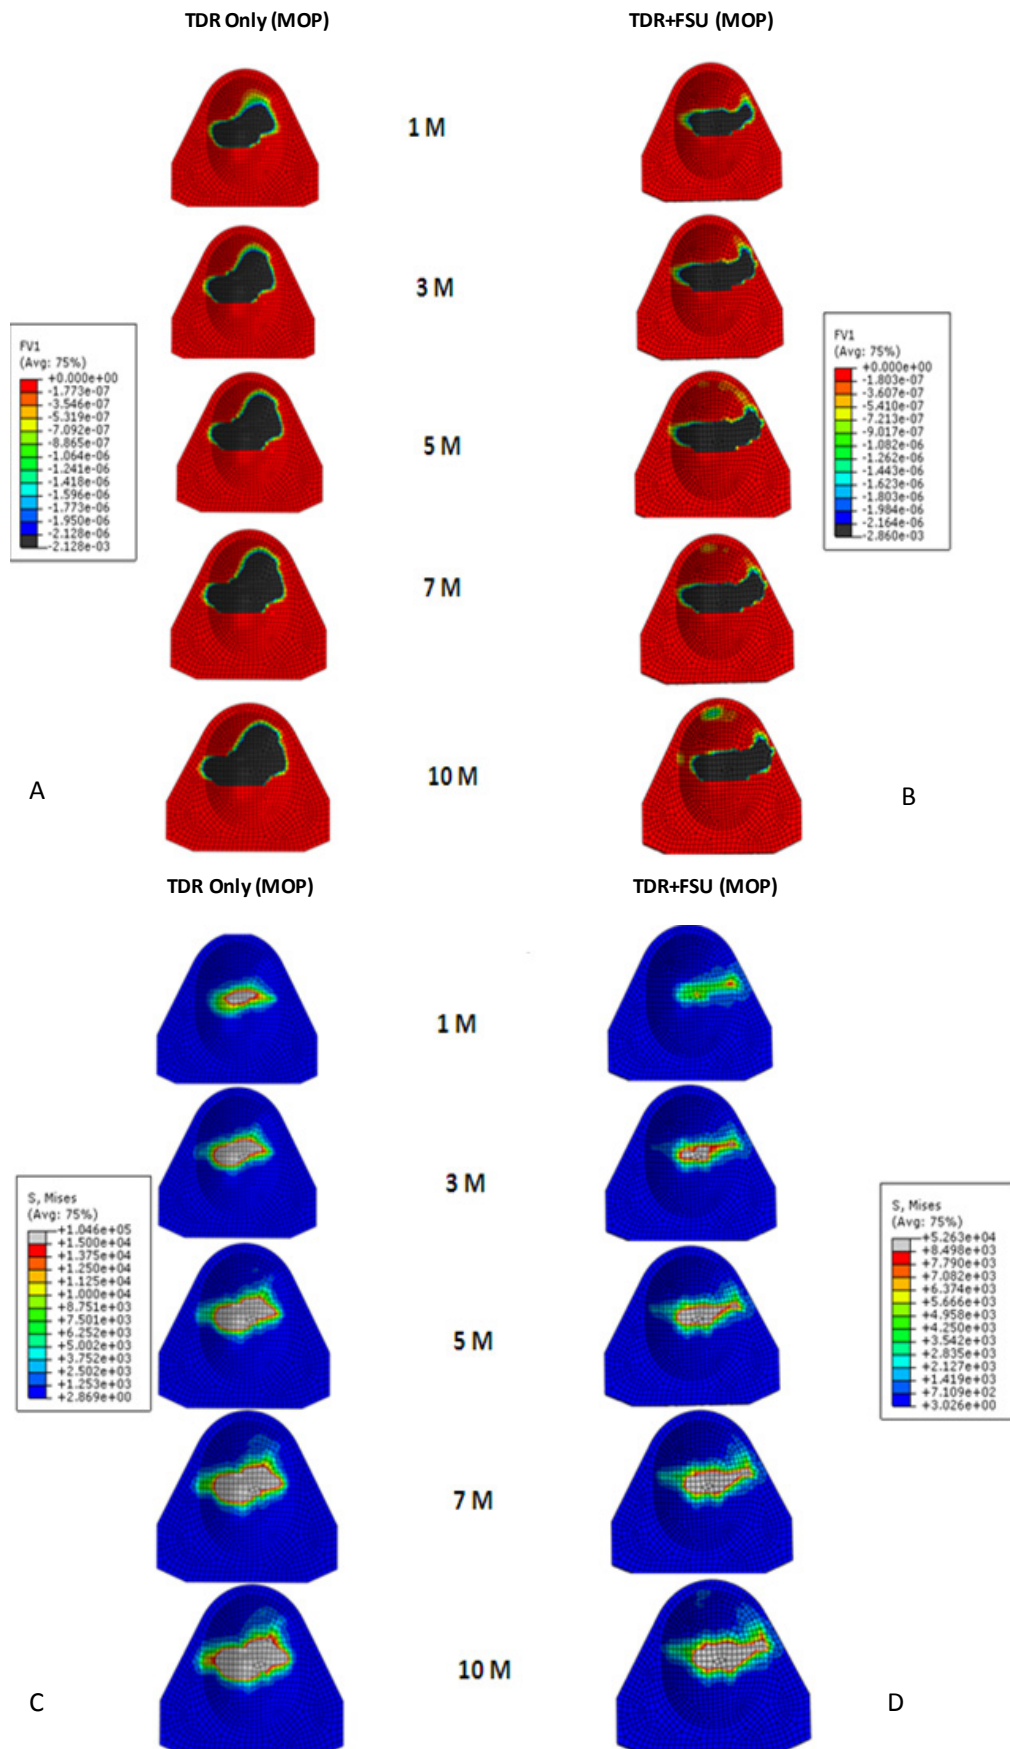 TDR Only (MOP)
TDR+FSU (MOP)
1 M
3 M
5 M
7 M
10 M
FV1
(Avg: 75%)
+0.000e+00
-1.773e-07
-3.546e-07
-5.319e-07
-7.092e-07
-8.865e-07
-1.064e-06
-1.241e-06
-1.418e-06
-1.596e-06
-1.773e-06
-1.950e-06
-2.128e-06
-2.128e-03
FV1
(Avg: 75%)
+0.000e+00
-1.803e-07
-3.607e-07
-5.410e-07
-7.213e-07
-9.017e-07
-1.082e-06
-1.262e-06
-1.443e-06
-1.623e-06
-1.803e-06
-1.984e-06
-2.164e-06
-2.860e-03
A
B
TDR Only (MOP)
TDR+FSU (MOP)
1 M
3 M
5 M
7 M
10 M
S, Mises
(Avg: 75%)
+1.046e+05
+1.500e+04
+1.375e+04
+1.250e+04
+1.125e+04
+1.000e+04
+8.751e+03
+7.501e+03
+6.252e+03
+5.002e+03
+3.752e+03
+2.502e+03
+1.253e+03
+2.869e+00
S, Mises
(Avg: 75%)
+5.263e+04
+8.498e+03
+7.790e+03
+7.082e+03
+6.374e+03
+5.666e+03
+4.958e+03
+4.250e+03
+3.542e+03
+2.835e+03
+2.127e+03
+1.419e+03
+7.109e+02
+3.026e+00
C
D